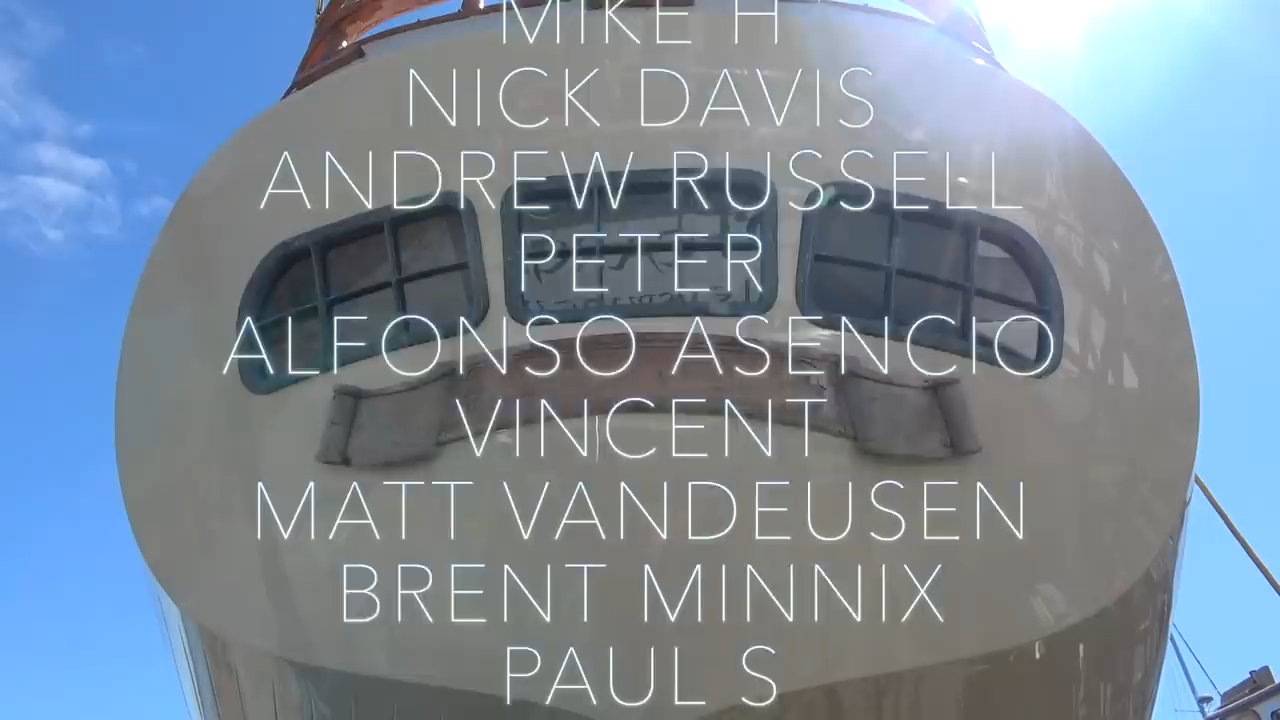 MIKE H
NICK DAVIS
ANDREW RUSSELL
PETER
ALFONSO ASENCIO
VINCENT
MATT VANDEUSEN
BRENT MINNIX
PAUL S